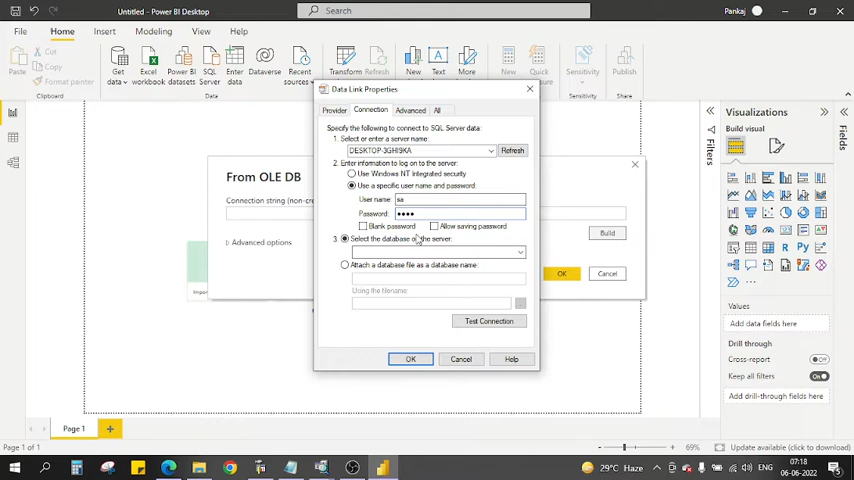 Untitled - Power BI Desktop
Search
Pankaj
File Home Insert Modeling View Help
Cut
Copy
Format painter
Paste
Clipboard
Get data
Excel workbook
Power BI datasets
SQL Server
Enter data
Dataverse
Recent sources
Data
Transform
Refresh
New
Text
More
New
Quick
Sensitivity
Sensitivity
Publish
Share
Data Link Properties
Provider Connection Advanced All
Specify the following to connect to SQL Server data:
1. Select or enter a server name:
DESKTOP-3GHI9KA
Refresh
2. Enter information to log on to the server:
Use Windows NT Integrated security
Use a specific user name and password:
User name: sa
Password: ••••
Blank password Allow saving password
3 Select the database on the server:
Attach a database file as a database name:
Using the filename:
...
Test Connection
OK Cancel Help
From OLE DB
Connection string (non-cre
Advanced options
Build
OK Cancel
Impor
Filters
Visualizations
Build visual
Fields
Values
Add data fields here
Drill through
Cross-report
Off
Keep all filters
On
Add drill-through fields here
Page 1
Page 1 of 1
69%
Update available (click to download)
29°C Haze
ENG
07:18
06-06-2022